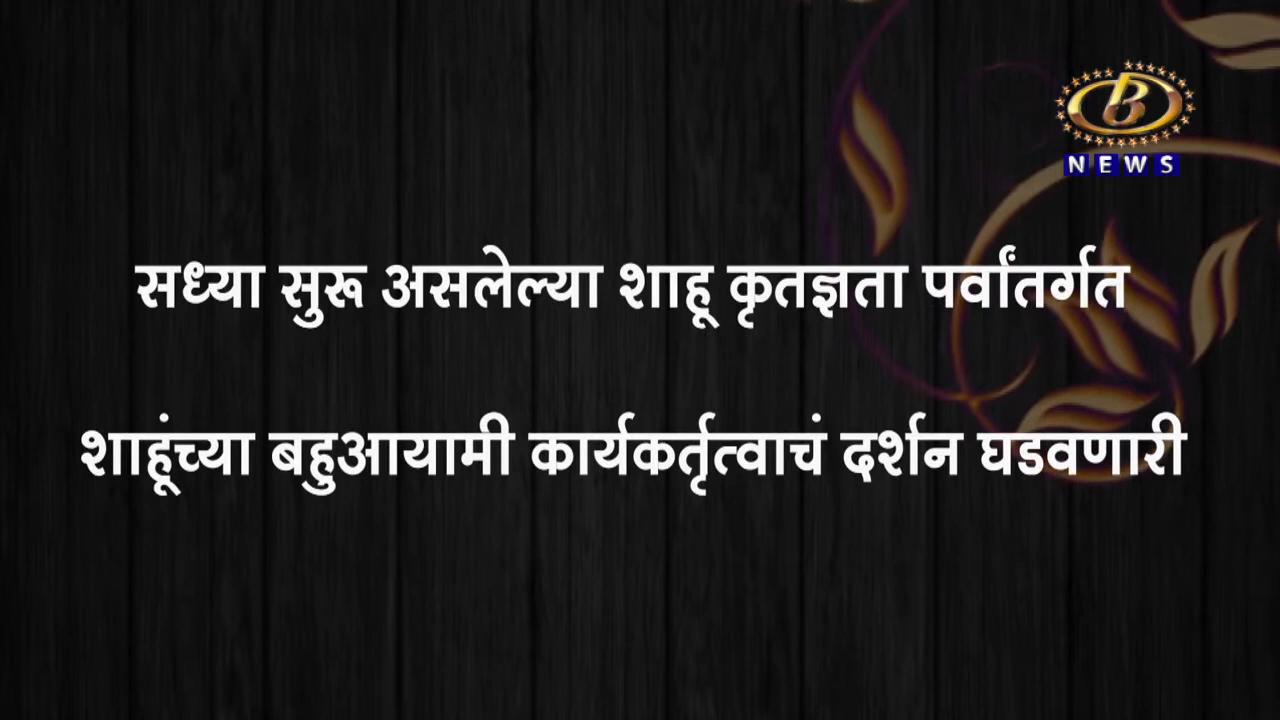 B
NEWS
सध्या सुरू असलेल्या शाहू कृतज्ञता पर्वांतर्गत
शाहूंच्या बहुआयामी कार्यकर्तृत्वाचं दर्शन घडवणारी